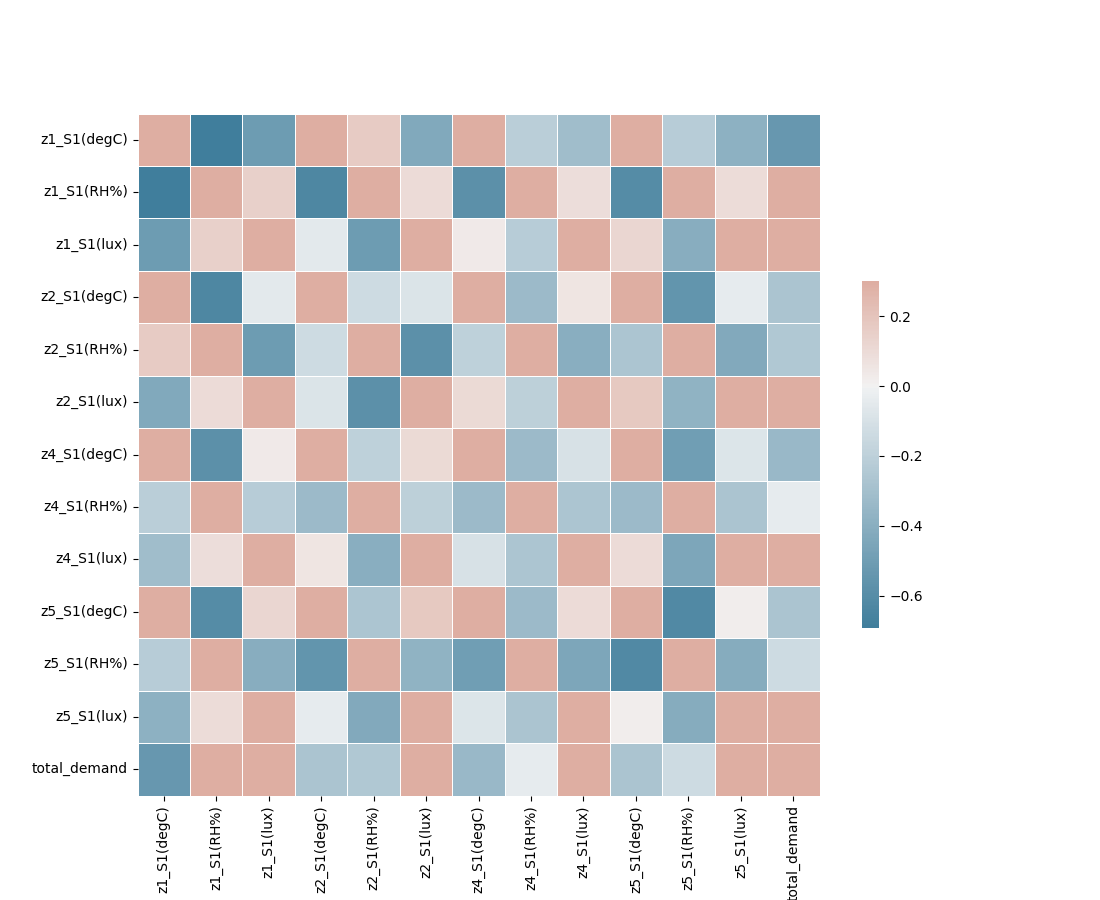 z1_S1(degC)
z1_S1(RH%)
z1_S1(lux)
z2_S1(degC)
z2_S1(RH%)
z2_S1(lux)
z4_S1(degC)
z4_S1(RH%)
z4_S1(lux)
z5_S1(degC)
z5_S1(RH%)
z5_S1(lux)
total_demand
z1_S1(degC)
z1_S1(RH%)
z1_S1(lux)
z2_S1(degC)
z2_S1(RH%)
z2_S1(lux)
z4_S1(degC)
z4_S1(RH%)
z4_S1(lux)
z5_S1(degC)
z5_S1(RH%)
z5_S1(lux)
total_demand
0.2
0.0
−0.2
−0.4
−0.6